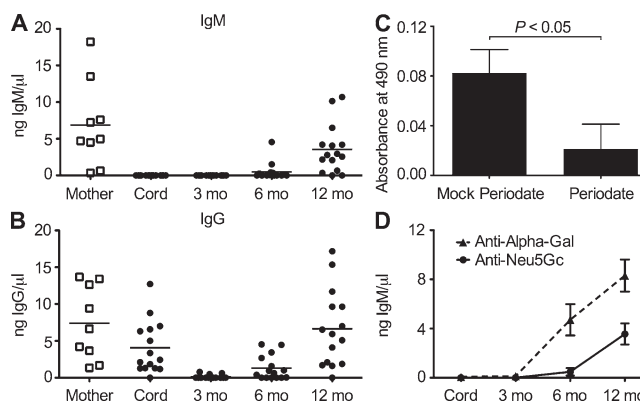 A
IgM
ng IgM/µl
20
15
10
5
0
Mother Cord 3 mo 6 mo 12 mo
B
IgG
ng IgG/µl
20
15
10
5
0
Mother Cord 3 mo 6 mo 12 mo
C
P < 0.05
Absorbance at 490 nm
0.12
0.08
0.04
0.00
Mock Periodate Periodate
D
Anti-Alpha-Gal
Anti-Neu5Gc
ng IgM/µl
12
8
4
0
Cord 3 mo 6 mo 12 mo